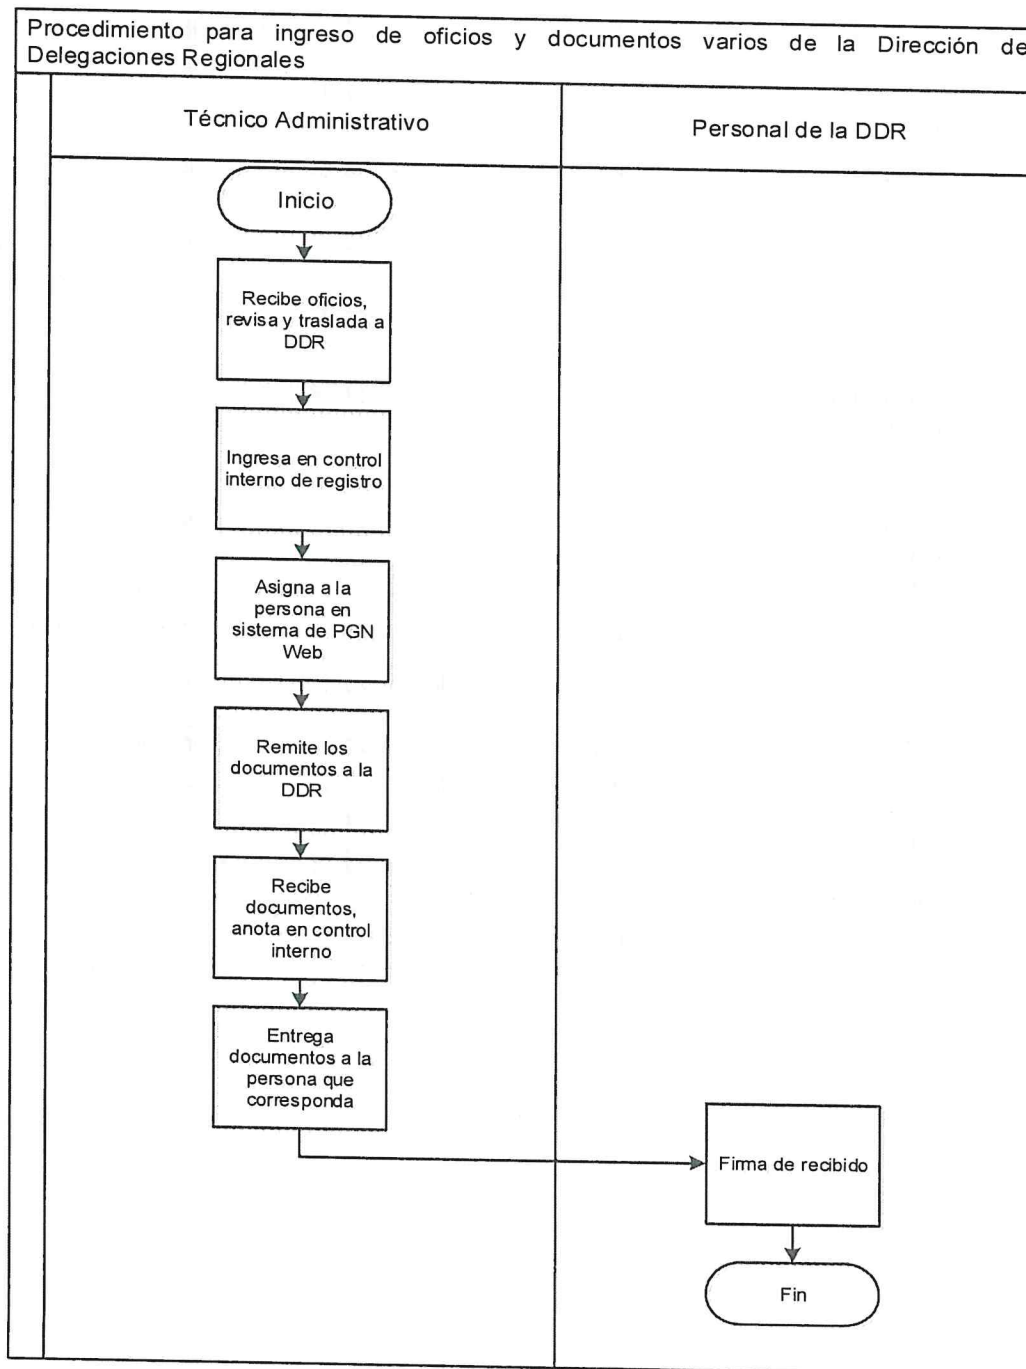 Procedimiento para ingreso de oficios y documentos varios de la Dirección de
Delegaciones Regionales
Técnico Administrativo
Personal de la DDR
Inicio
Recibe oficios,
revisa y traslada a
DDR
Ingresa en control
interno de registro
Asigna a la
persona en
sistema de PGN
Web
Remite los
documentos a la
DDR
Recibe
documentos,
anota en control
interno
Entrega
documentos a la
persona que
corresponda
Firma de recibido
Fin